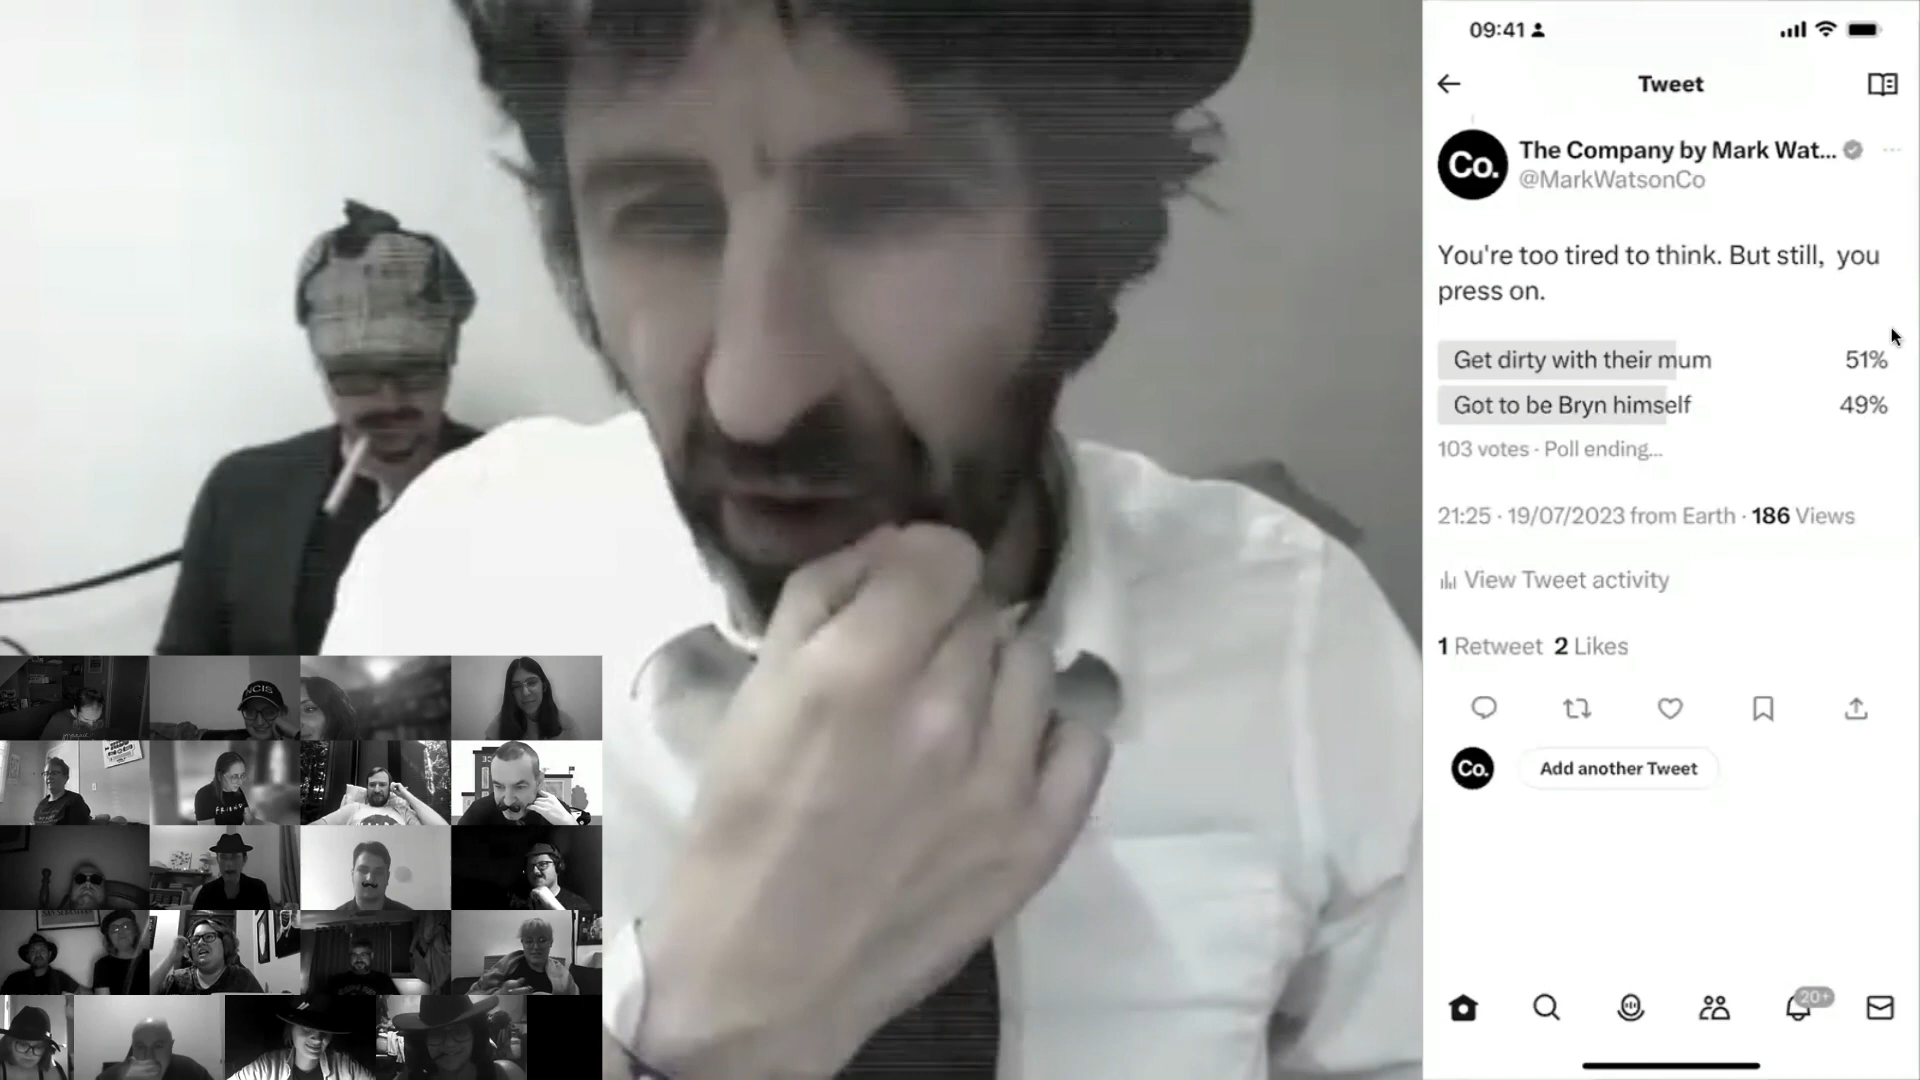 09:41
Tweet
Co.
The Company by Mark Wat...
@MarkWatsonCo
You're too tired to think. But still, you
press on.
Get dirty with their mum 51%
Got to be Bryn himself 49%
103 votes · Poll ending...
21:25 · 19/07/2023 from Earth · 186 Views
View Tweet activity
1 Retweet 2 Likes
Co.
Add another Tweet
20+
NCIS